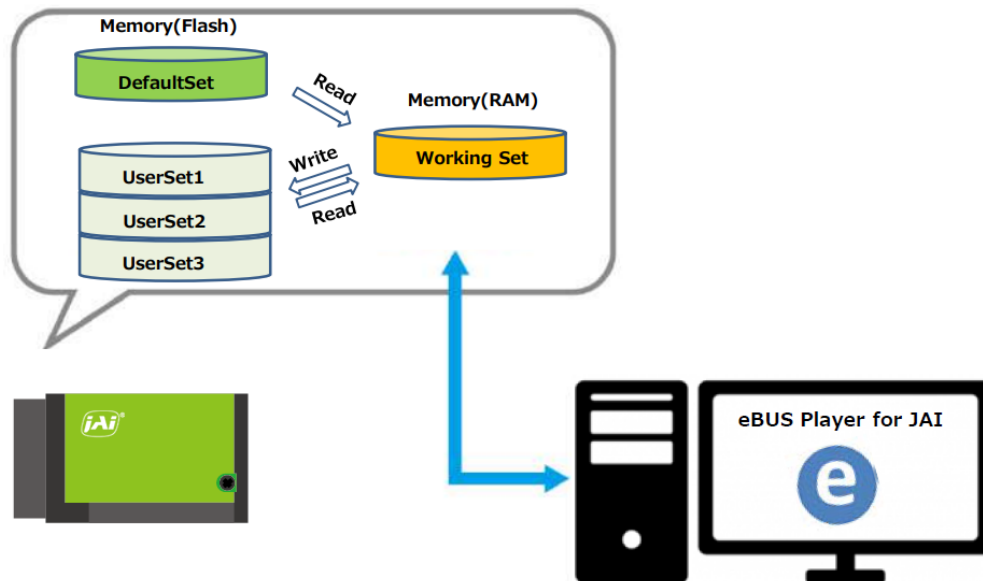 Memory(Flash)
DefaultSet
Read
Memory(RAM)
Working Set
Write
Read
UserSet1
UserSet2
UserSet3
JAi®
eBUS Player for JAI
e